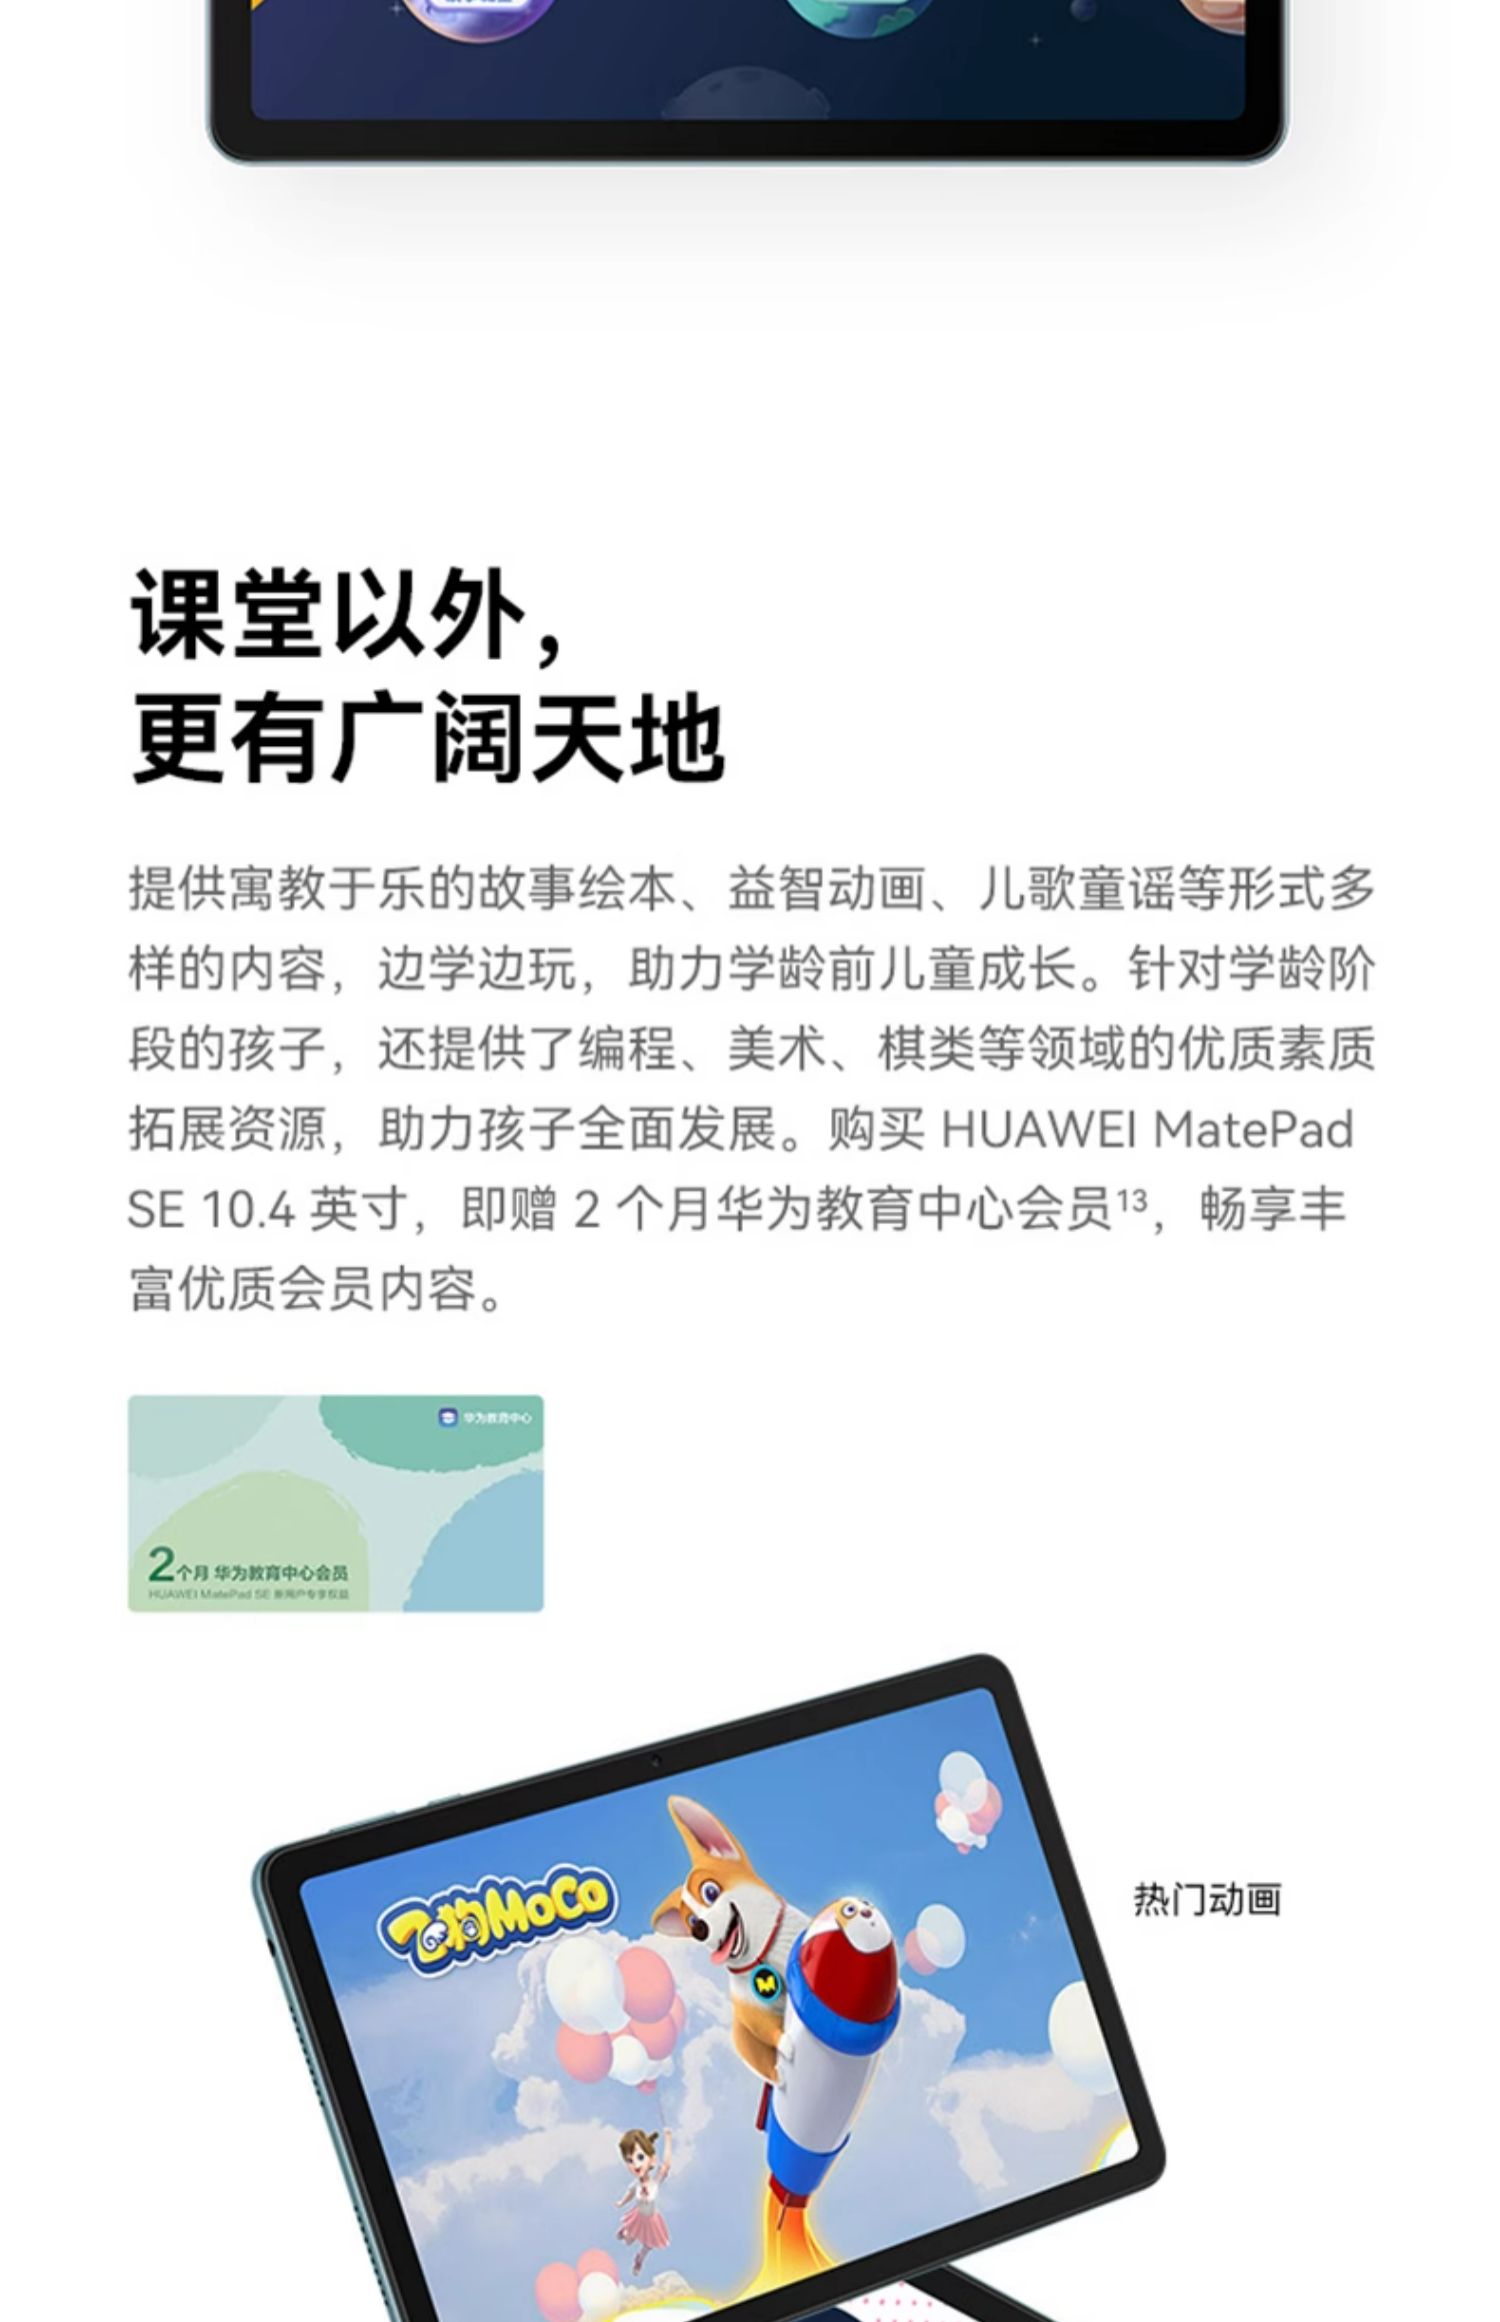 课堂以外，
更有广阔天地
提供寓教于乐的故事绘本、益智动画、儿歌童谣等形式多
样的内容，边学边玩，助力学龄前儿童成长。针对学龄阶
段的孩子，还提供了编程、美术、棋类等领域的优质素质
拓展资源，助力孩子全面发展。购买 HUAWEI MatePad
SE 10.4 英寸，即赠 2 个月华为教育中心会员¹³，畅享丰
富优质会员内容。
华为教育中心
2个月 华为教育中心会员
HUAWEI MatePad SE 新用户专享权益
飞狗MoCo
热门动画